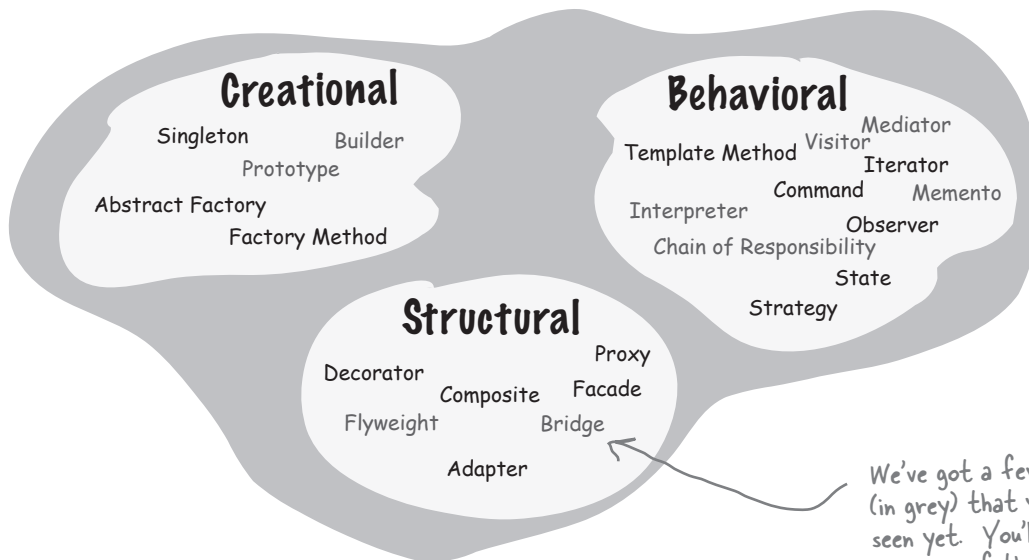 Creational
Singleton
Builder
Prototype
Abstract Factory
Factory Method
Behavioral
Mediator
Visitor
Template Method
Iterator
Command
Memento
Interpreter
Observer
Chain of Responsibility
State
Strategy
Structural
Proxy
Decorator
Composite
Facade
Flyweight
Bridge
Adapter
We've got a few
(in grey) that
seen yet. You'll